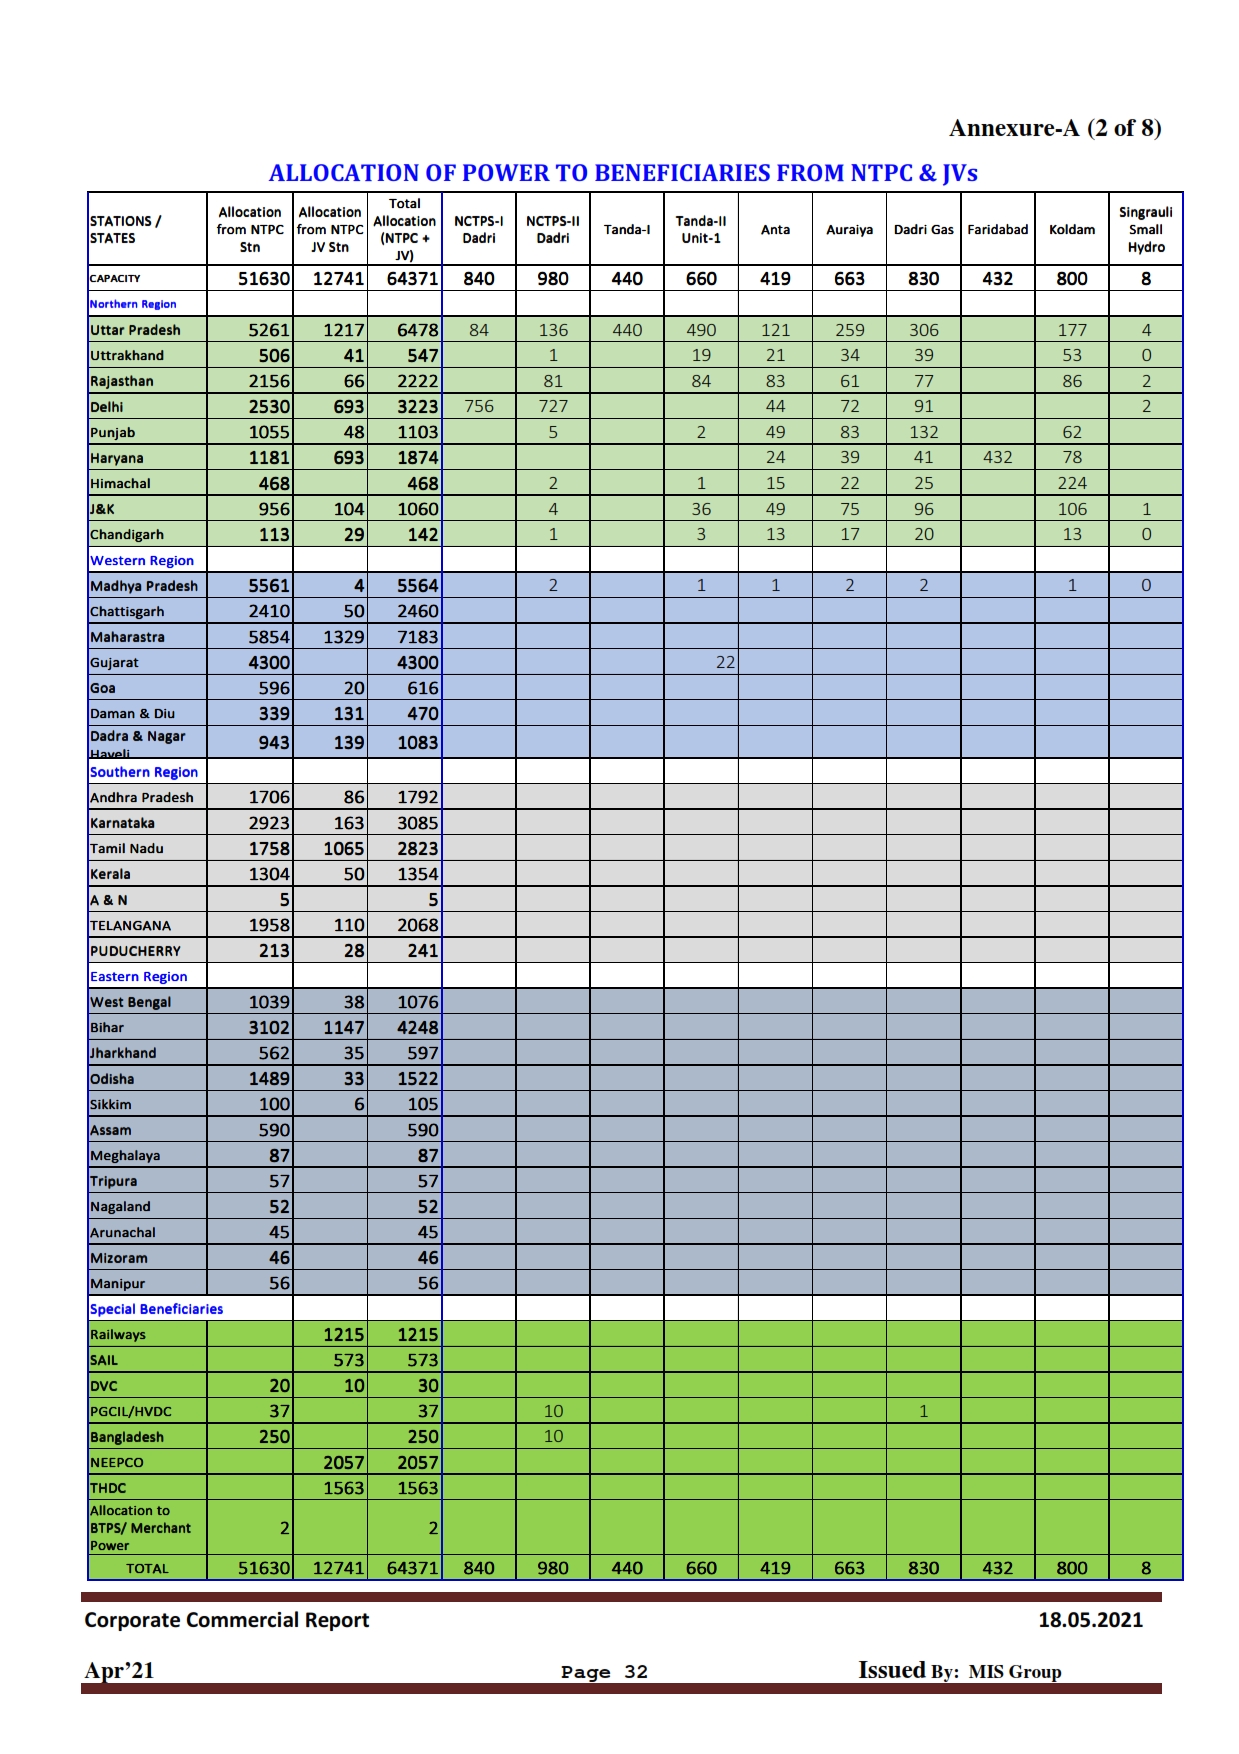 Annexure-A (2 of 8)
ALLOCATION OF POWER TO BENEFICIARIES FROM NTPC & JVs
STATIONS / STATES Allocation from NTPC Stn Allocation from NTPC JV Stn Total Allocation (NTPC + JV) NCTPS-I Dadri NCTPS-II Dadri Tanda-I Tanda-II Unit-1 Anta Auraiya Dadri Gas Faridabad Koldam Singrauli Small Hydro
CAPACITY 51630 12741 64371 840 980 440 660 419 663 830 432 800 8
Northern Region
Uttar Pradesh 5261 1217 6478 84 136 440 490 121 259 306 177 4
Uttrakhand 506 41 547 1 19 21 34 39 53 0
Rajasthan 2156 66 2222 81 84 83 61 77 86 2
Delhi 2530 693 3223 756 727 44 72 91 2
Punjab 1055 48 1103 5 2 49 83 132 62
Haryana 1181 693 1874 24 39 41 432 78
Himachal 468 468 2 1 15 22 25 224
J&K 956 104 1060 4 36 49 75 96 106 1
Chandigarh 113 29 142 1 3 13 17 20 13 0
Western Region
Madhya Pradesh 5561 4 5564 2 1 1 2 2 1 0
Chattisgarh 2410 50 2460
Maharastra 5854 1329 7183
Gujarat 4300 4300 22
Goa 596 20 616
Daman & Diu 339 131 470
Dadra & Nagar Haveli 943 139 1083
Southern Region
Andhra Pradesh 1706 86 1792
Karnataka 2923 163 3085
Tamil Nadu 1758 1065 2823
Kerala 1304 50 1354
A & N 5 5
TELANGANA 1958 110 2068
PUDUCHERRY 213 28 241
Eastern Region
West Bengal 1039 38 1076
Bihar 3102 1147 4248
Jharkhand 562 35 597
Odisha 1489 33 1522
Sikkim 100 6 105
Assam 590 590
Meghalaya 87 87
Tripura 57 57
Nagaland 52 52
Arunachal 45 45
Mizoram 46 46
Manipur 56 56
Special Beneficiaries
Railways 1215 1215
SAIL 573 573
DVC 20 10 30
PGCIL/HVDC 37 37 10 1
Bangladesh 250 250 10
NEEPCO 2057 2057
THDC 1563 1563
Allocation to BTPS/ Merchant Power 2 2
TOTAL 51630 12741 64371 840 980 440 660 419 663 830 432 800 8
Corporate Commercial Report 18.05.2021
Apr’21 Page 32 Issued By: MIS Group